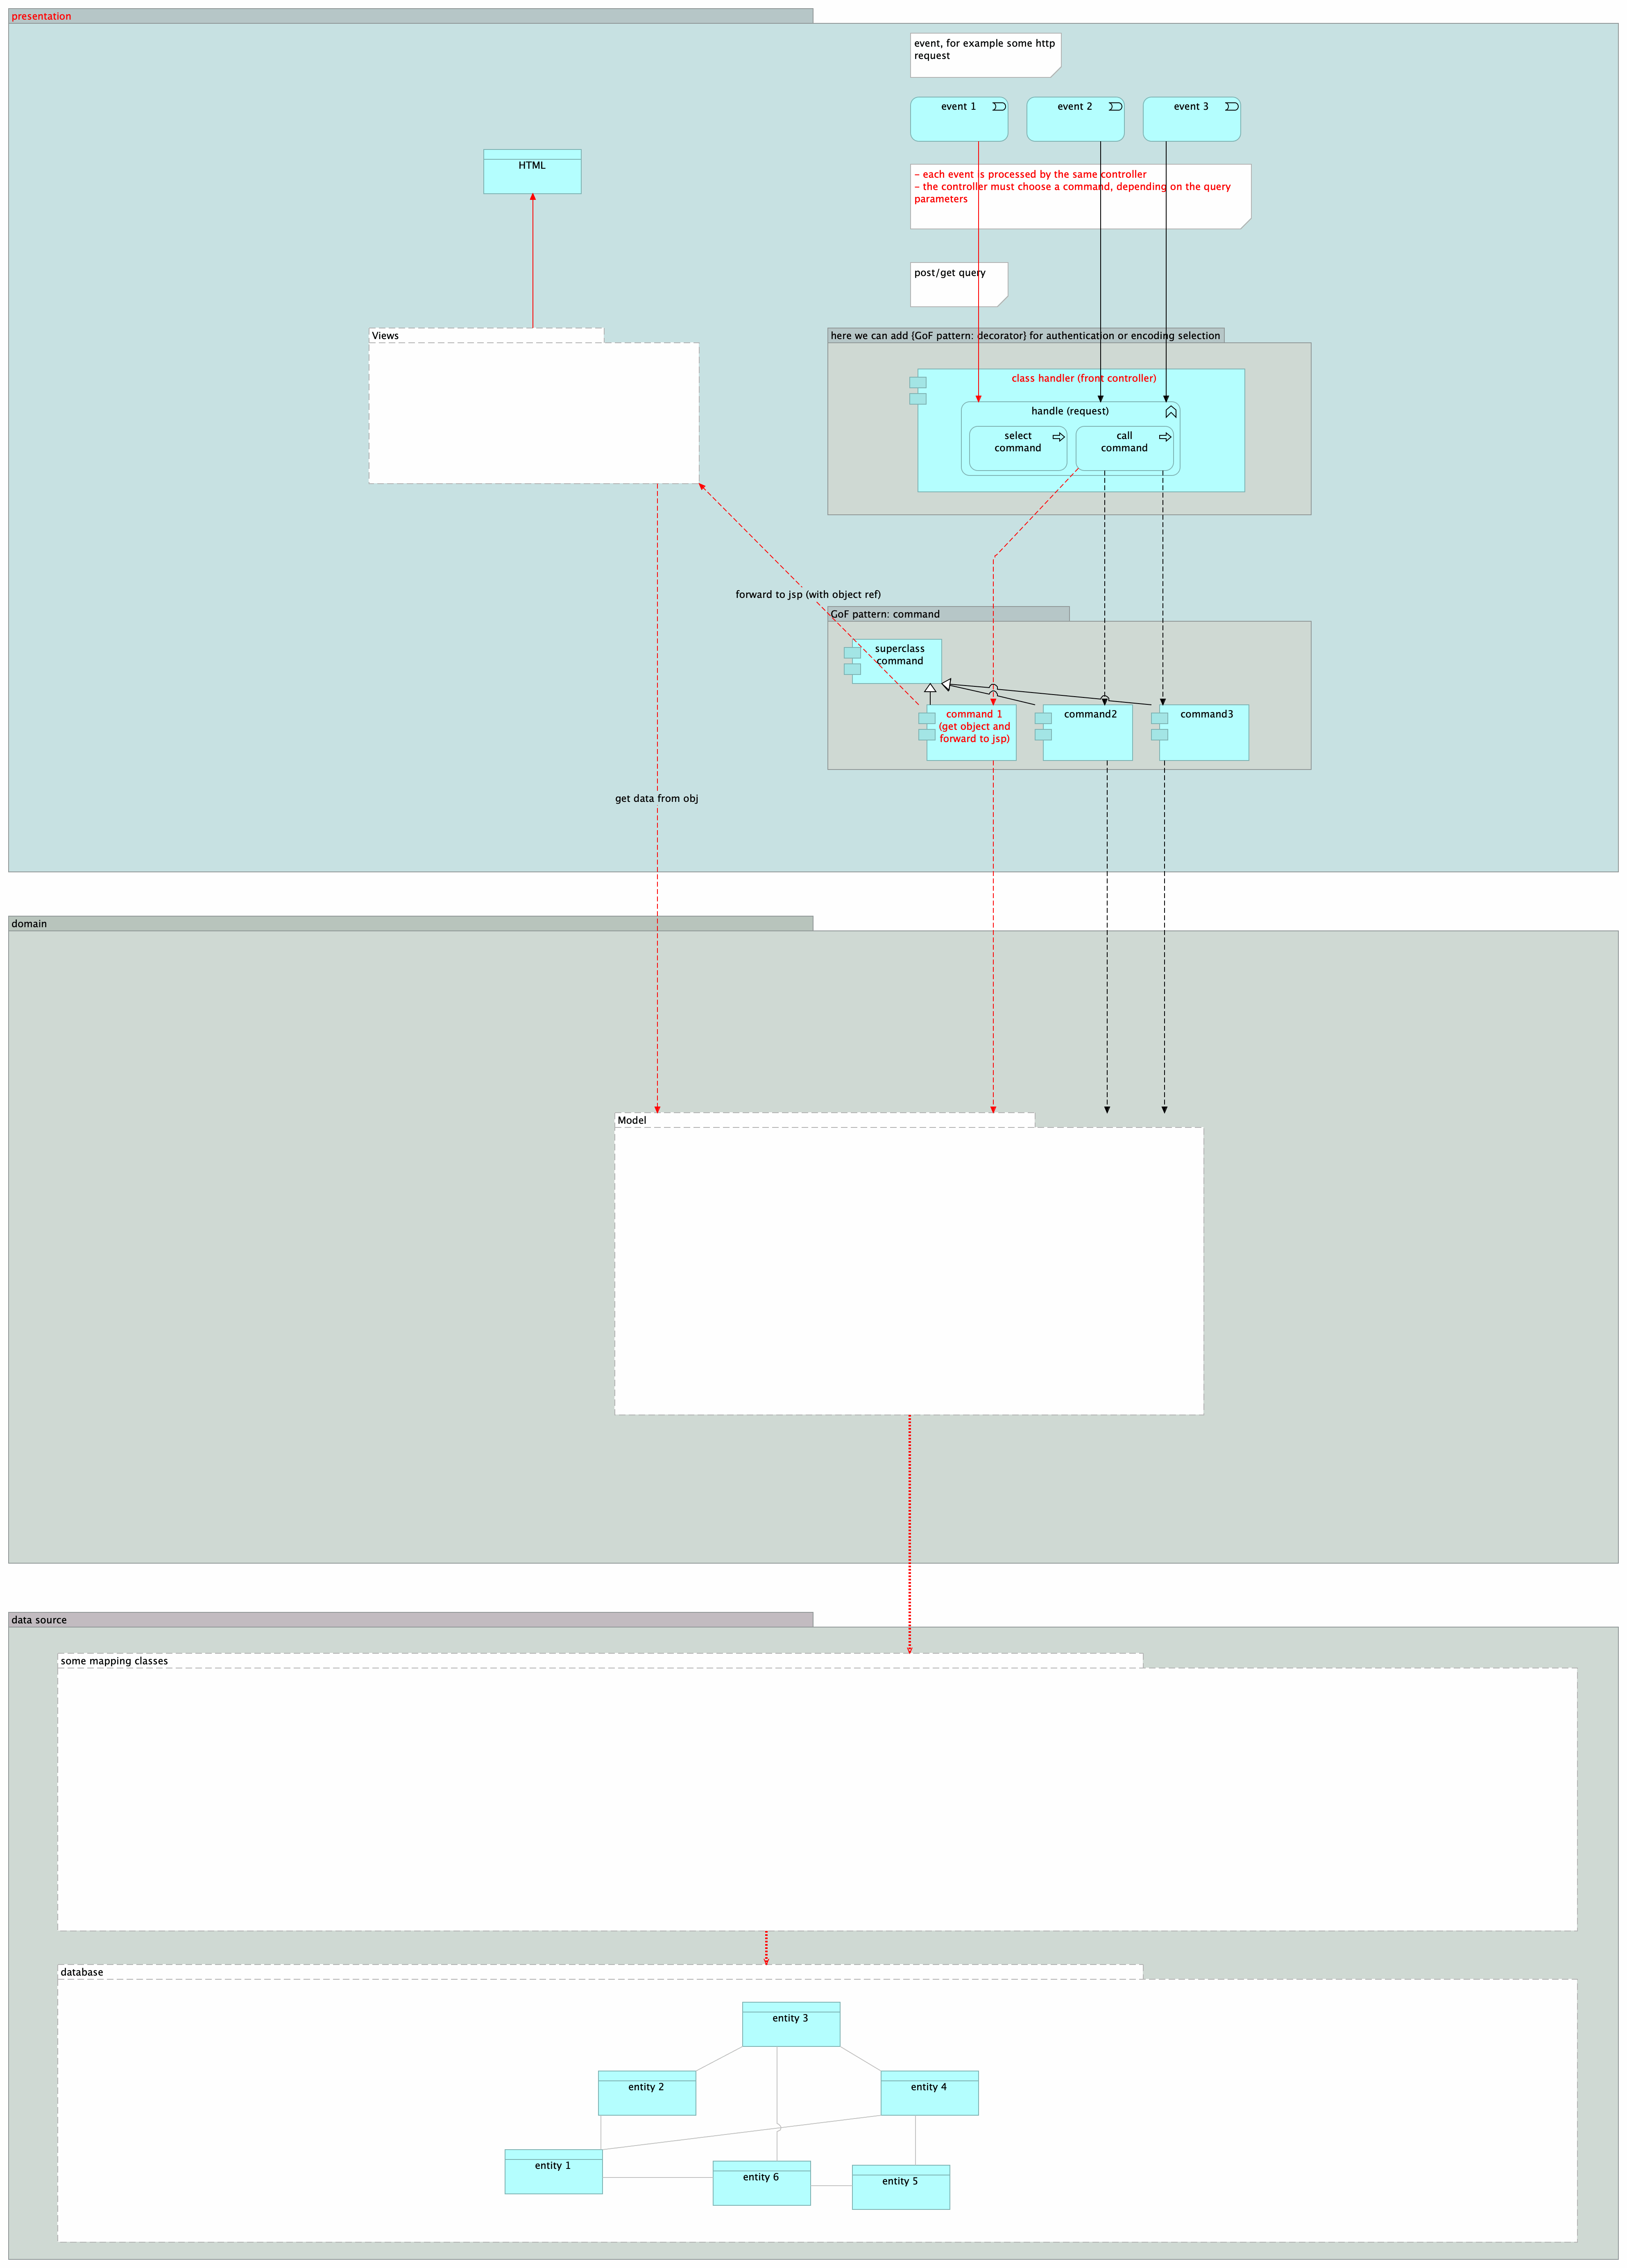 presentation
event, for example some http
request
event 1
event 2
event 3
HTML
- each event is processed by the same controller
- the controller must choose a command, depending on the query
parameters
post/get query
Views
here we can add {GoF pattern: decorator} for authentication or encoding selection
class handler (front controller)
handle (request)
select
command
call
command
forward to jsp (with object ref)
GoF pattern: command
superclass
command
command 1
(get object and
forward to jsp)
command2
command3
get data from obj
domain
Model
data source
some mapping classes
database
entity 3
entity 2
entity 4
entity 1
entity 6
entity 5